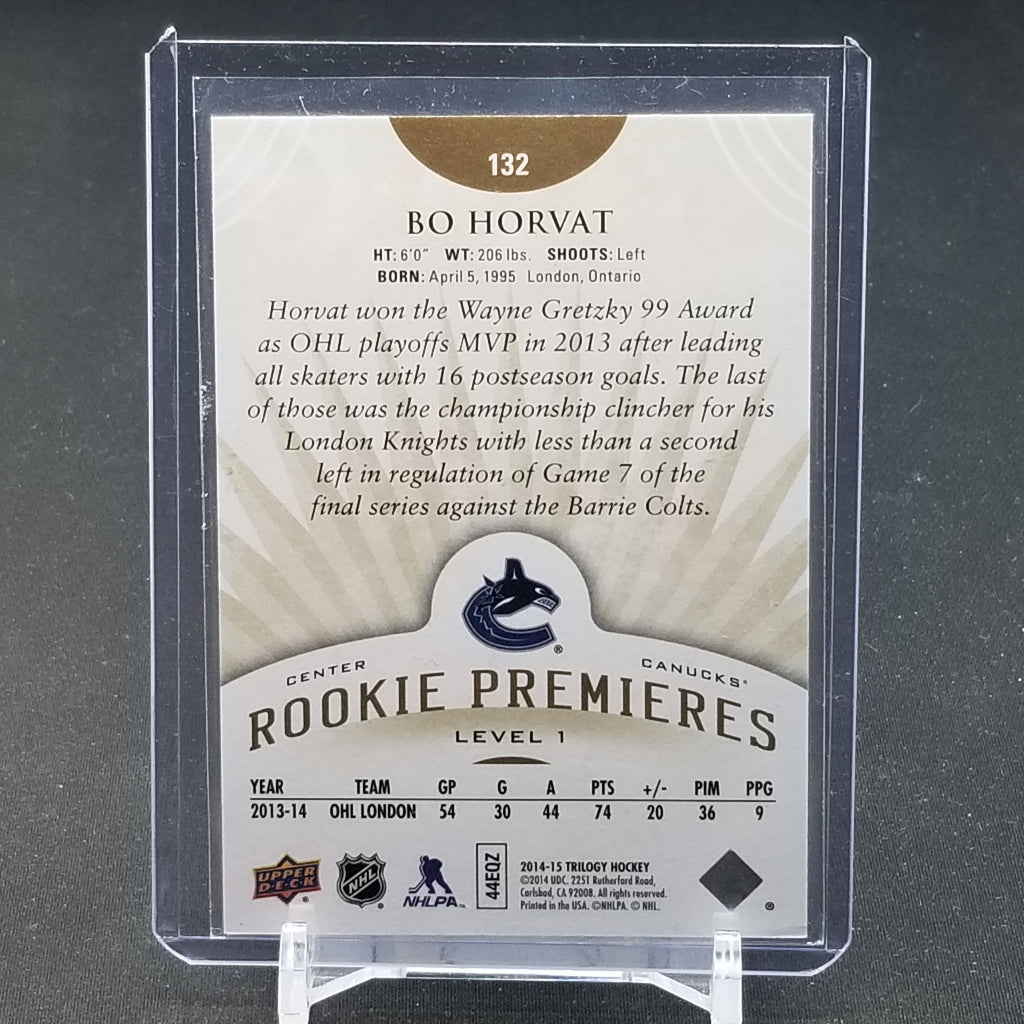 132
BO HORVAT
HT: 6'0" WT: 206 lbs. SHOOTS: Left
BORN: April 5, 1995 London, Ontario
Horvat won the Wayne Gretzky 99 Award
as OHL playoffs MVP in 2013 after leading
all skaters with 16 postseason goals. The last
of those was the championship clincher for his
London Knights with less than a second
left in regulation of Game 7 of the
final series against the Barrie Colts.
®
CENTER CANUCKS®
ROOKIE PREMIERES
LEVEL 1
YEAR TEAM GP G A PTS +/- PIM PPG
2013-14 OHL LONDON 54 30 44 74 20 36 9
UPPER DECK ®
NHL ®
NHLPA™
44EQZ
2014-15 TRILOGY HOCKEY
©2014 UDC. 2251 Rutherford Road,
Carlsbad, CA 92008. All rights reserved.
Printed in the USA. ©NHLPA. © NHL.
®